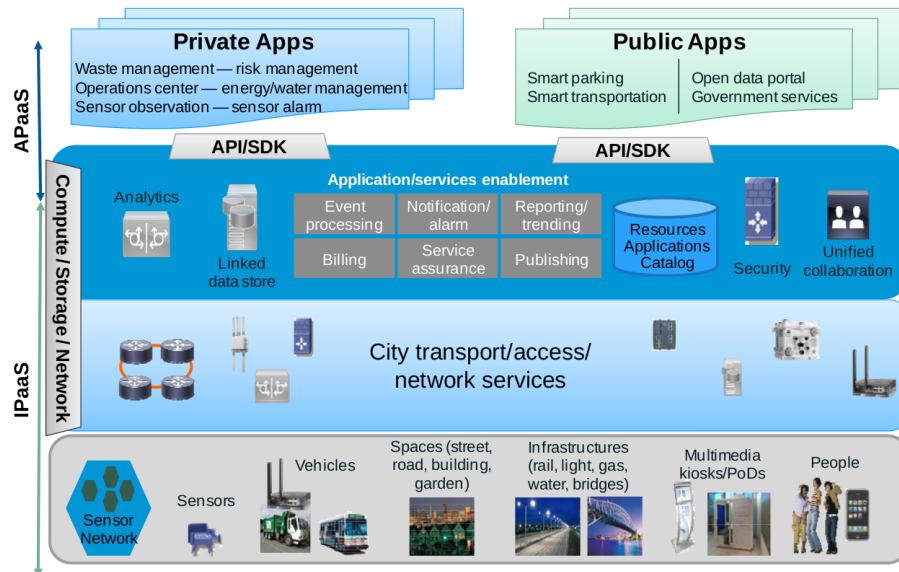 Private Apps
Waste management — risk management
Operations center — energy/water management
Sensor observation — sensor alarm
Public Apps
Smart parking
Smart transportation
Open data portal
Government services
APaaS
API/SDK
API/SDK
Compute / Storage / Network
Analytics
Linked
data store
Application/services enablement
Event
processing
Notification/
alarm
Reporting/
trending
Billing
Service
assurance
Publishing
Resources
Applications
Catalog
Security
Unified
collaboration
IPaaS
City transport/access/
network services
Sensor
Network
Sensors
Vehicles
Spaces (street,
road, building,
garden)
Infrastructures
(rail, light, gas,
water, bridges)
Multimedia
kiosks/PoDs
People